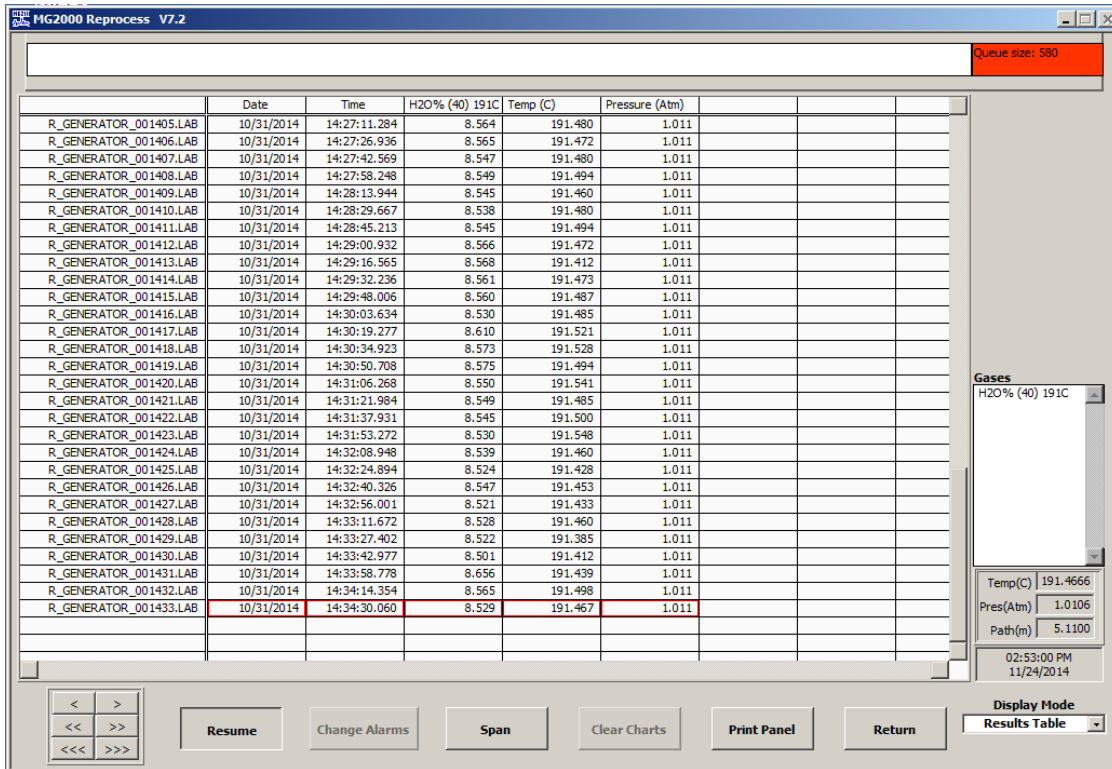 MG2000 Reprocess V7.2
Queue size: 580
Date Time H2O% (40) 191C Temp (C) Pressure (Atm)
R_GENERATOR_001405.LAB 10/31/2014 14:27:11.284 8.564 191.480 1.011
R_GENERATOR_001406.LAB 10/31/2014 14:27:26.936 8.565 191.472 1.011
R_GENERATOR_001407.LAB 10/31/2014 14:27:42.569 8.547 191.480 1.011
R_GENERATOR_001408.LAB 10/31/2014 14:27:58.248 8.549 191.494 1.011
R_GENERATOR_001409.LAB 10/31/2014 14:28:13.944 8.545 191.460 1.011
R_GENERATOR_001410.LAB 10/31/2014 14:28:29.667 8.538 191.480 1.011
R_GENERATOR_001411.LAB 10/31/2014 14:28:45.213 8.545 191.494 1.011
R_GENERATOR_001412.LAB 10/31/2014 14:29:00.932 8.566 191.472 1.011
R_GENERATOR_001413.LAB 10/31/2014 14:29:16.565 8.568 191.412 1.011
R_GENERATOR_001414.LAB 10/31/2014 14:29:32.236 8.561 191.473 1.011
R_GENERATOR_001415.LAB 10/31/2014 14:29:48.006 8.560 191.487 1.011
R_GENERATOR_001416.LAB 10/31/2014 14:30:03.634 8.530 191.485 1.011
R_GENERATOR_001417.LAB 10/31/2014 14:30:19.277 8.610 191.521 1.011
R_GENERATOR_001418.LAB 10/31/2014 14:30:34.923 8.573 191.528 1.011
R_GENERATOR_001419.LAB 10/31/2014 14:30:50.708 8.575 191.494 1.011
R_GENERATOR_001420.LAB 10/31/2014 14:31:06.268 8.550 191.541 1.011
R_GENERATOR_001421.LAB 10/31/2014 14:31:21.984 8.549 191.485 1.011
R_GENERATOR_001422.LAB 10/31/2014 14:31:37.931 8.545 191.500 1.011
R_GENERATOR_001423.LAB 10/31/2014 14:31:53.272 8.530 191.548 1.011
R_GENERATOR_001424.LAB 10/31/2014 14:32:08.948 8.539 191.460 1.011
R_GENERATOR_001425.LAB 10/31/2014 14:32:24.894 8.524 191.428 1.011
R_GENERATOR_001426.LAB 10/31/2014 14:32:40.326 8.547 191.453 1.011
R_GENERATOR_001427.LAB 10/31/2014 14:32:56.001 8.521 191.433 1.011
R_GENERATOR_001428.LAB 10/31/2014 14:33:11.672 8.528 191.460 1.011
R_GENERATOR_001429.LAB 10/31/2014 14:33:27.402 8.522 191.385 1.011
R_GENERATOR_001430.LAB 10/31/2014 14:33:42.977 8.501 191.412 1.011
R_GENERATOR_001431.LAB 10/31/2014 14:33:58.778 8.656 191.439 1.011
R_GENERATOR_001432.LAB 10/31/2014 14:34:14.354 8.565 191.498 1.011
R_GENERATOR_001433.LAB 10/31/2014 14:34:30.060 8.529 191.467 1.011
Gases
H2O% (40) 191C
Temp(C) 191.4666
Pres(Atm) 1.0106
Path(m) 5.1100
02:53:00 PM
11/24/2014
< >
<< >>
<<< >>>
Resume Change Alarms Span Clear Charts Print Panel Return
Display Mode
Results Table